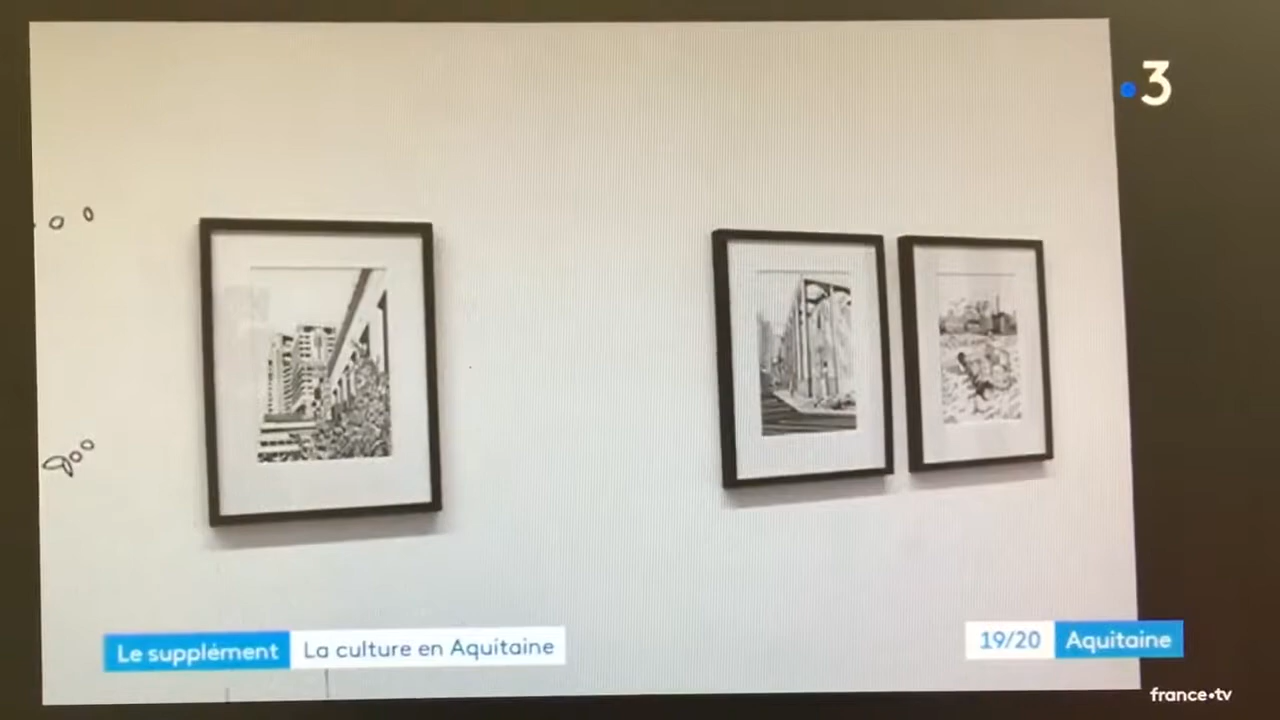 3
Le supplément
La culture en Aquitaine
19/20
Aquitaine
france•tv